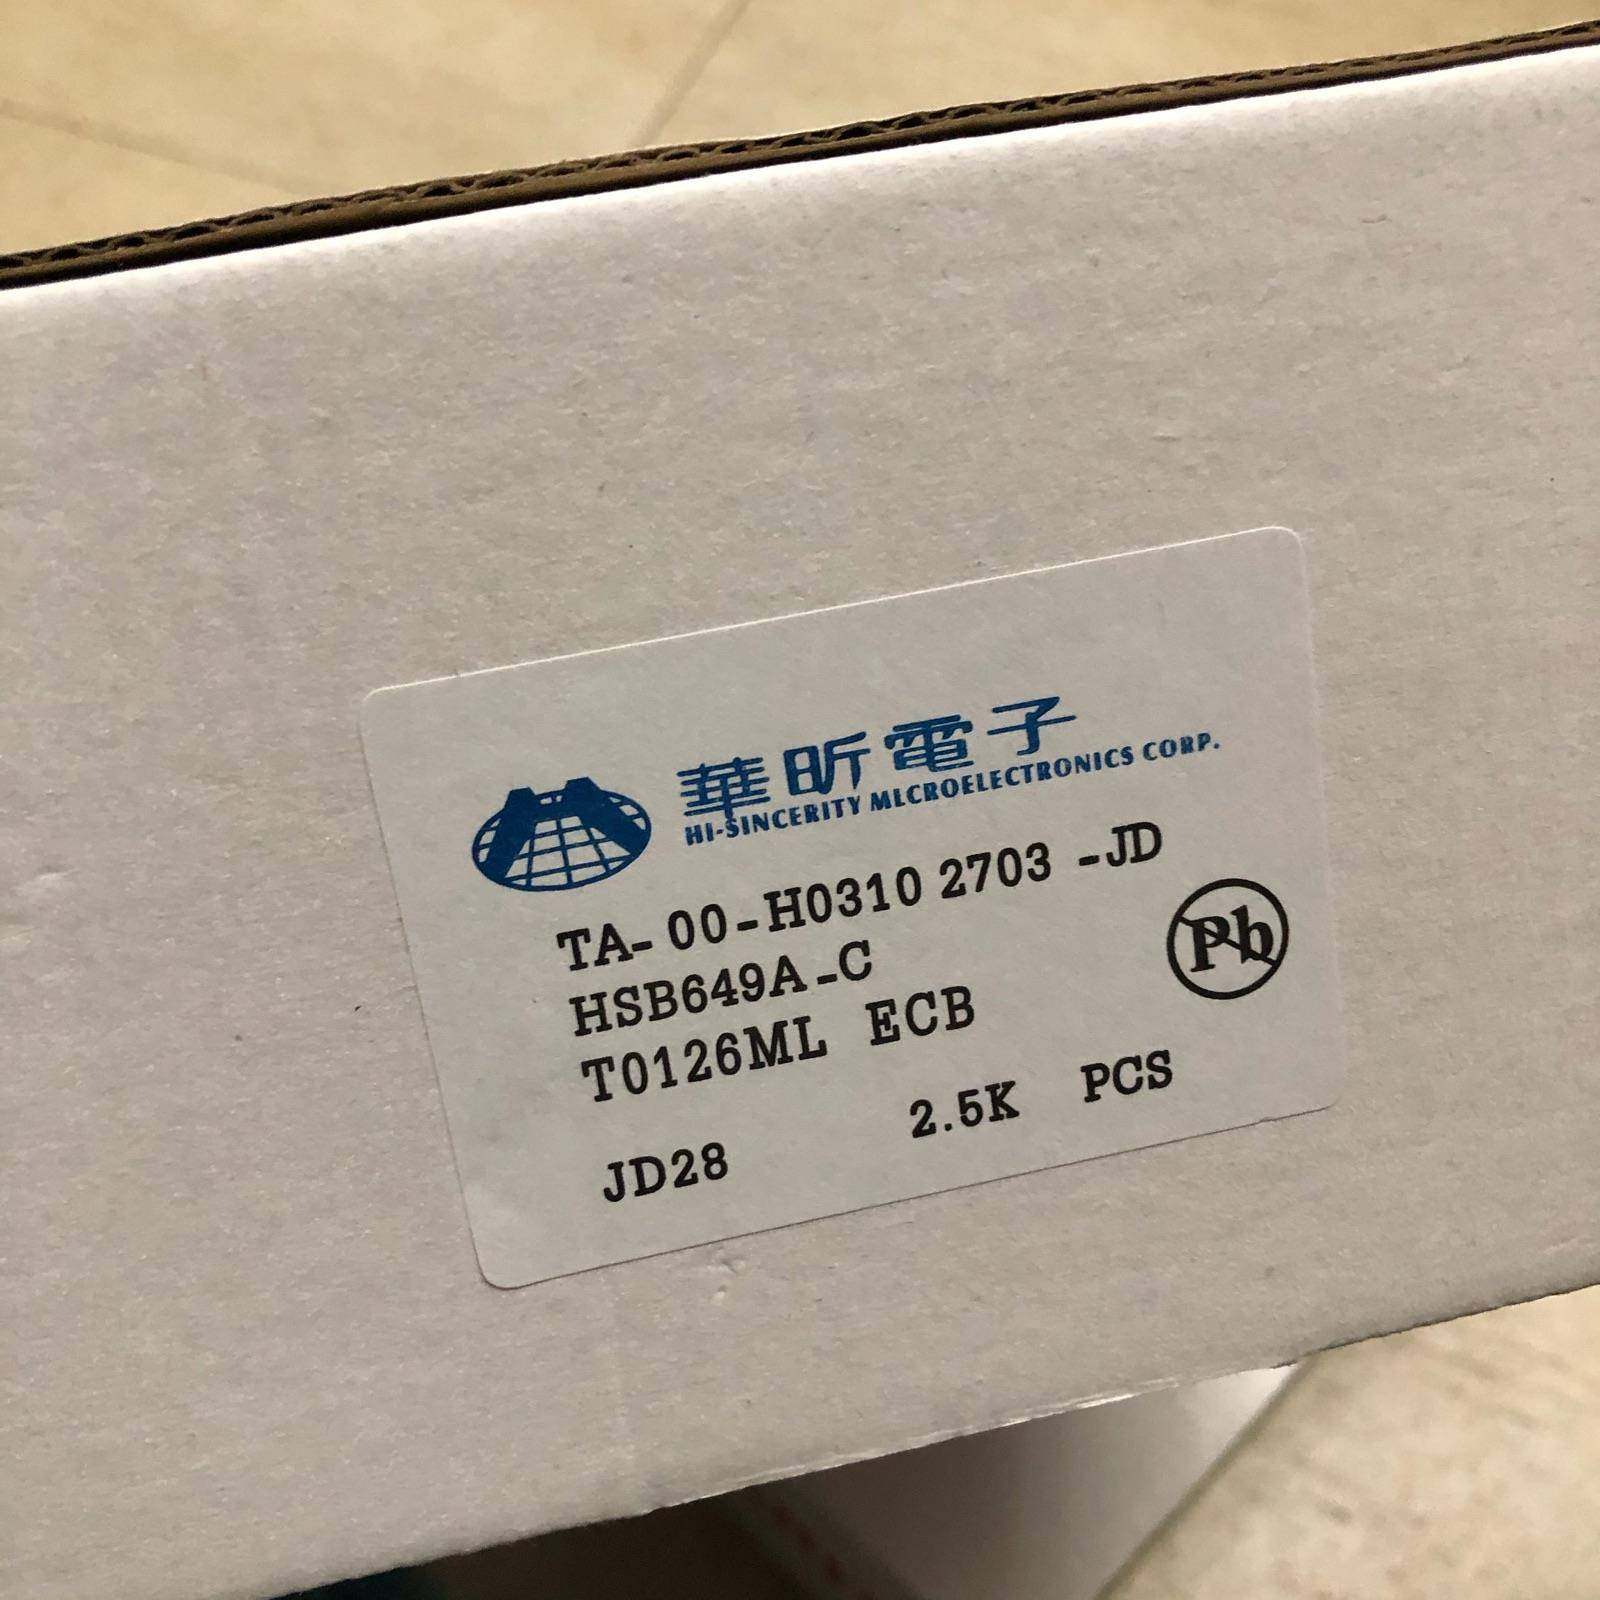 華昕電子
HI-SINCERITY MLCROELECTRONICS CORP.
TA-00-H0310 2703 -JD
HSB649A-C
Pb
T0126ML ECB
JD28 2.5K PCS